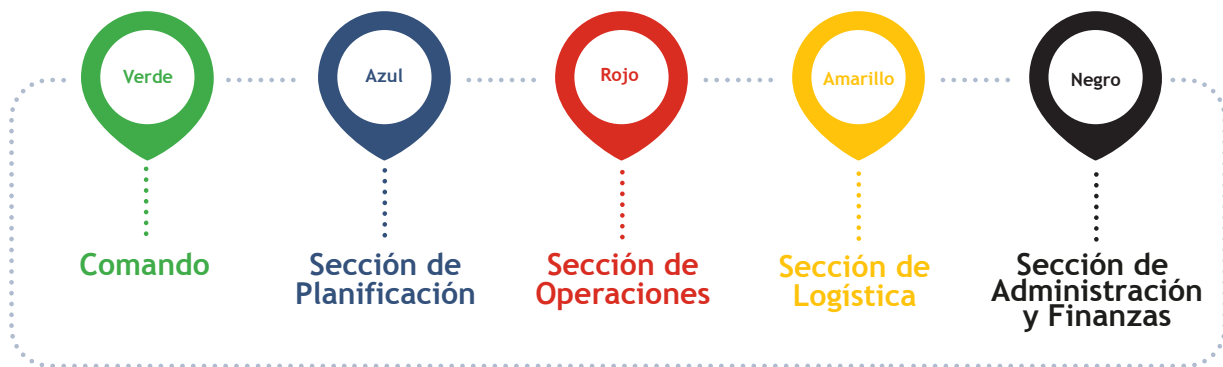 Verde
Azul
Rojo
Amarillo
Negro
Comando
Sección de
Planificación
Sección de
Operaciones
Sección de
Logística
Sección de
Administración
y Finanzas